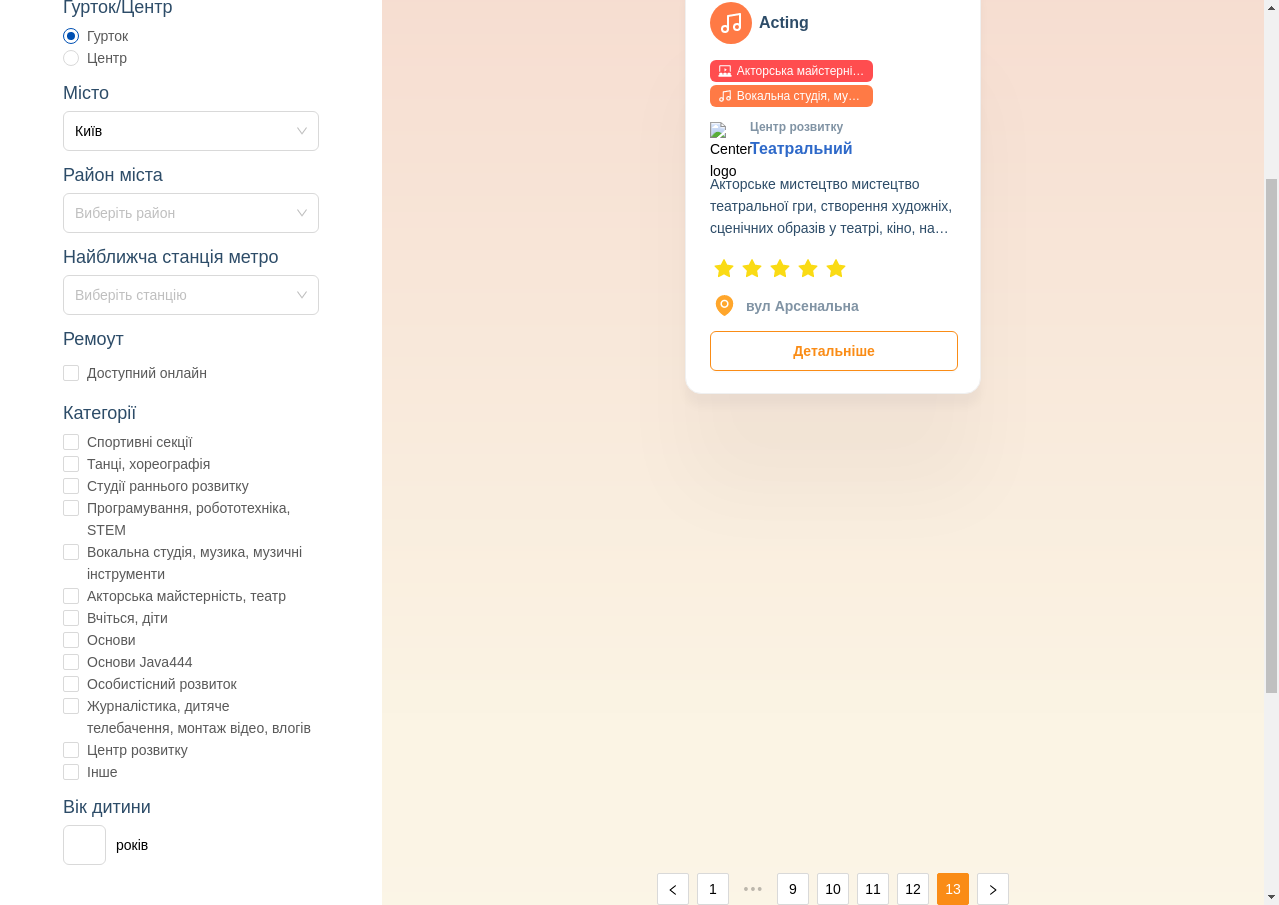 Гурток/Центр
Гурток
Центр
Місто
Київ
Район міста
Виберіть район
Найближча станція метро
Виберіть станцію
Ремоут
Доступний онлайн
Категорії
Спортивні секції
Танці, хореографія
Студії раннього розвитку
Програмування, робототехніка,
STEM
Вокальна студія, музика, музичні
інструменти
Акторська майстерність, театр
Вчіться, діти
Основи
Основи Java444
Особистісний розвиток
Журналістика, дитяче
телебачення, монтаж відео, влогів
Центр розвитку
Інше
Вік дитини
років
Acting
Акторська майстерні…
Вокальна студія, му…
Center
logo
Центр розвитку
Театральний
Акторське мистецтво мистецтво
театральної гри, створення художніх,
сценічних образів у театрі, кіно, на…
вул Арсенальна
Детальніше
1 ••• 9 10 11 12 13